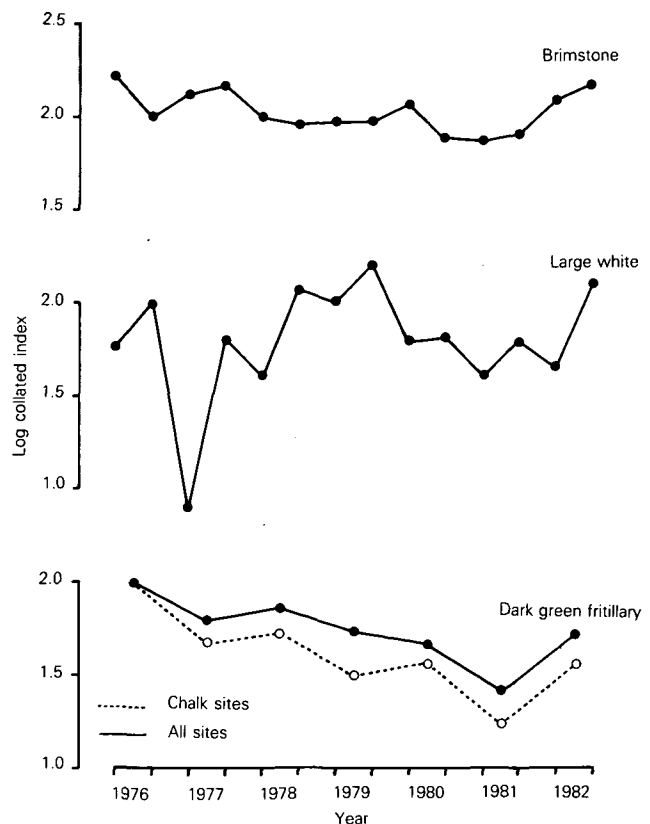 2.5
Brimstone
2.0
1.5
Large white
2.0
1.5
1.0
Log collated index
2.0
Dark green fritillary
1.5
Chalk sites
All sites
1.0
1976 1977 1978 1979 1980 1981 1982
Year